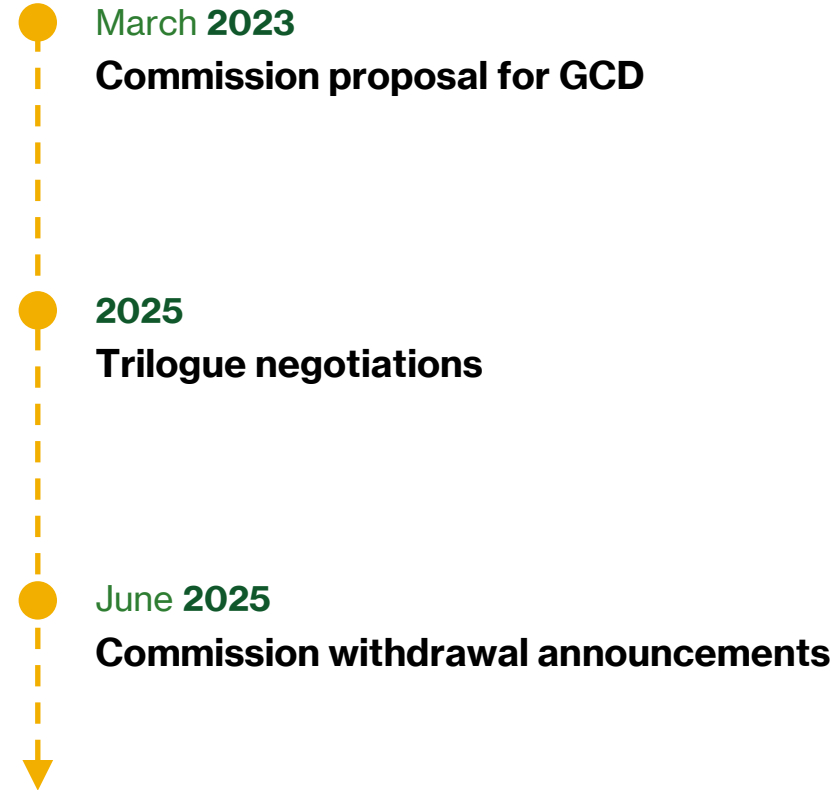 March 2023
Commission proposal for GCD
2025
Trilogue negotiations
June 2025
Commission withdrawal announcements